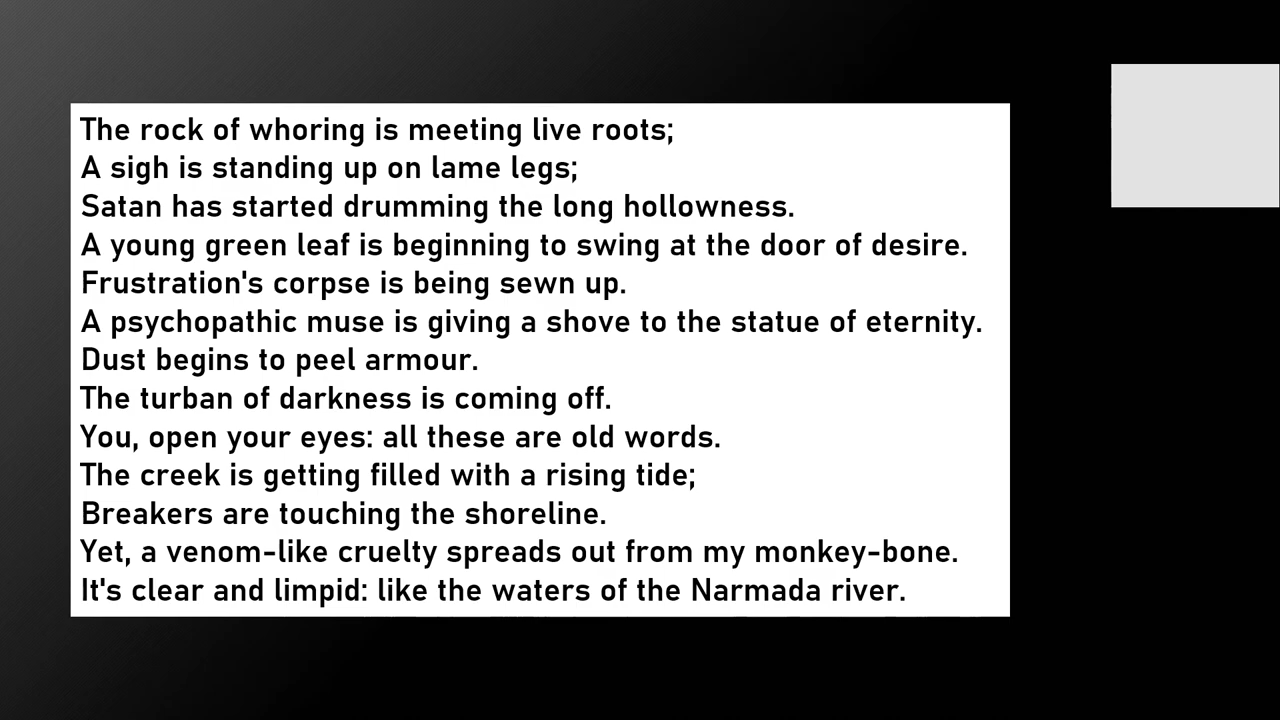 The rock of whoring is meeting live roots;
A sigh is standing up on lame legs;
Satan has started drumming the long hollowness.
A young green leaf is beginning to swing at the door of desire.
Frustration's corpse is being sewn up.
A psychopathic muse is giving a shove to the statue of eternity.
Dust begins to peel armour.
The turban of darkness is coming off.
You, open your eyes: all these are old words.
The creek is getting filled with a rising tide;
Breakers are touching the shoreline.
Yet, a venom-like cruelty spreads out from my monkey-bone.
It's clear and limpid: like the waters of the Narmada river.